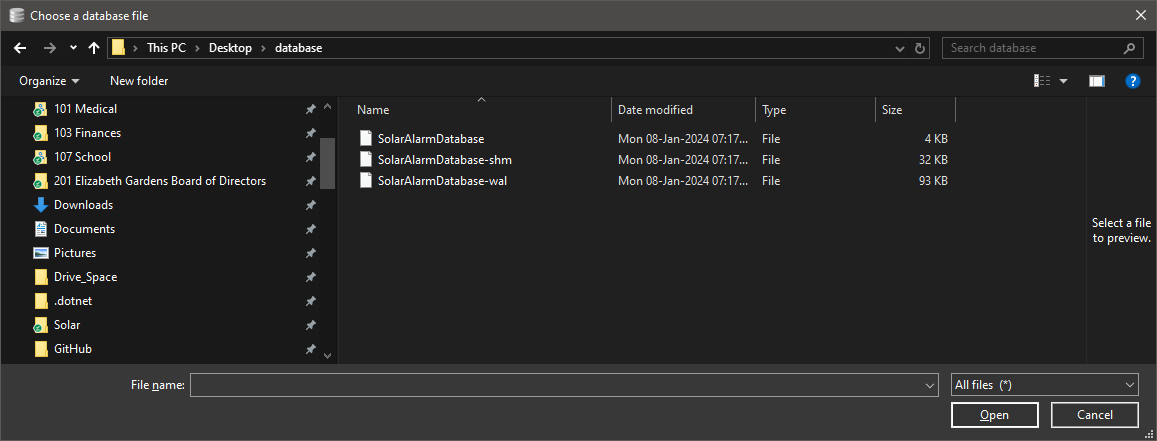 Choose a database file
This PC > Desktop > database
Search database
Organize New folder
?
Name Date modified Type Size
101 Medical
103 Finances
107 School
201 Elizabeth Gardens Board of Directors
Downloads
Documents
Pictures
Drive_Space
.dotnet
Solar
GitHub
SolarAlarmDatabase Mon 08-Jan-2024 07:17... File 4 KB
SolarAlarmDatabase-shm Mon 08-Jan-2024 07:17... File 32 KB
SolarAlarmDatabase-wal Mon 08-Jan-2024 07:17... File 93 KB
Select a file
to preview.
File name: All files (*)
Open Cancel